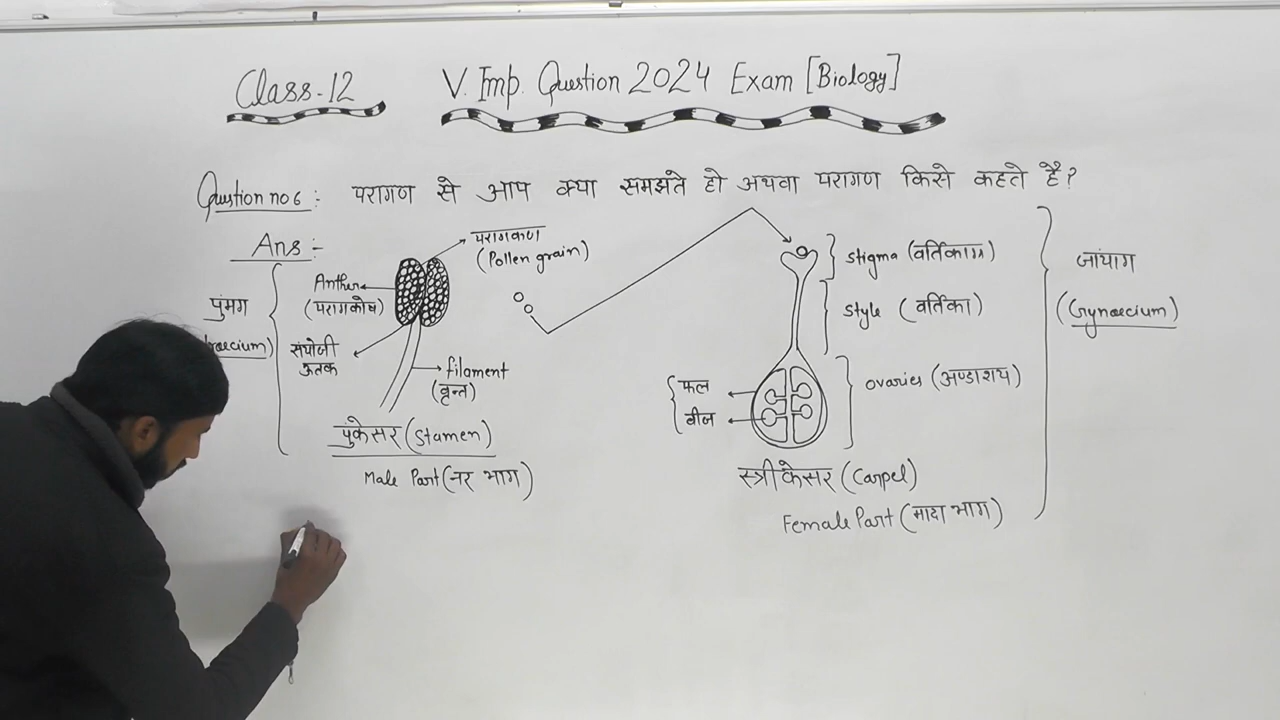 Class-12
V. Imp. Question 2024 Exam [Biology]
Question no 6 :- परागण से आप क्या समझते हो अथवा परागण किसे कहते है?
Ans :-
परागकण
(Pollen grain)
Anther
(परागकोष)
पुंमग
संयोजी
ऊतक
filament
(वृन्त)
पुंकेसर (Stamen)
Male Part (नर भाग)
stigma (वर्तिकाग्र)
style (वर्तिका)
ovaries (अण्डाशय)
फल
बीज
स्त्रीकेसर (Carpel)
Female Part (मादा भाग)
जांयाग
(Gynoecium)